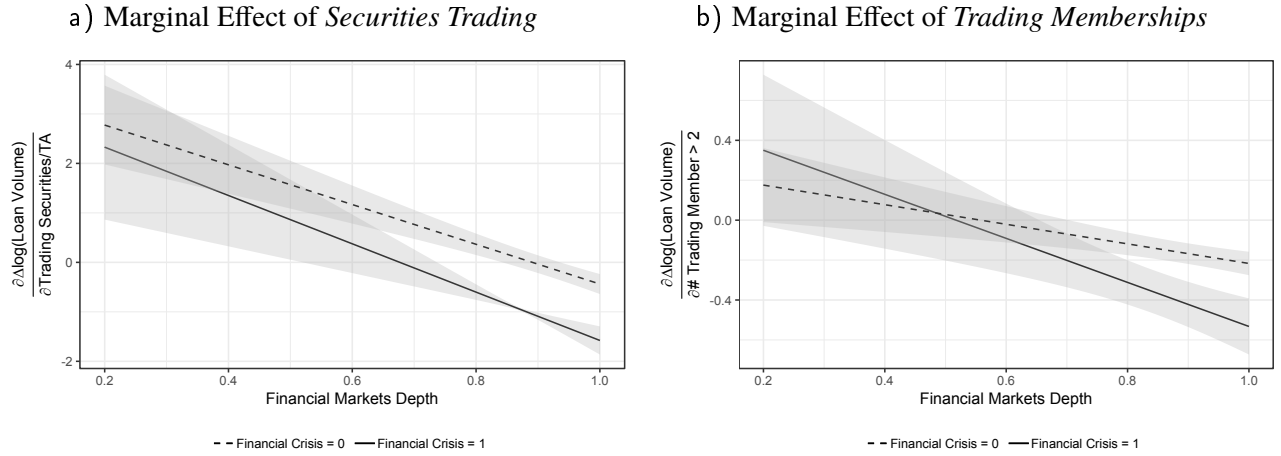 a) Marginal Effect of Securities Trading
∂Δlog(Loan Volume)
∂Trading Securities/TA
4
2
0
-2
0.2 0.4 0.6 0.8 1.0
Financial Markets Depth
Financial Crisis = 0 Financial Crisis = 1
b) Marginal Effect of Trading Memberships
∂Δlog(Loan Volume)
∂# Trading Member > 2
0.4
0.0
-0.4
0.2 0.4 0.6 0.8 1.0
Financial Markets Depth
Financial Crisis = 0 Financial Crisis = 1